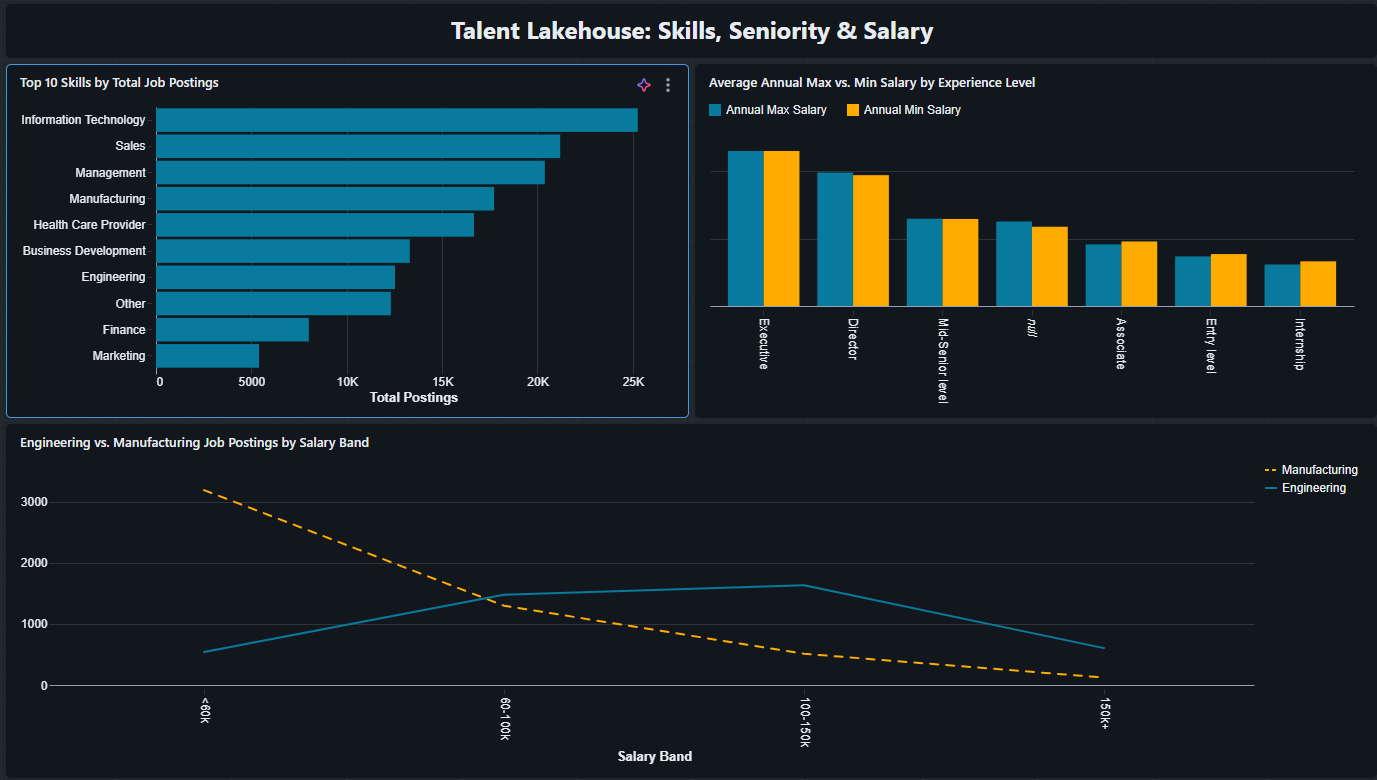 Talent Lakehouse: Skills, Seniority & Salary
Top 10 Skills by Total Job Postings
Information Technology
Sales
Management
Manufacturing
Health Care Provider
Business Development
Engineering
Other
Finance
Marketing
0 5000 10K 15K 20K 25K
Total Postings
Average Annual Max vs. Min Salary by Experience Level
Annual Max Salary Annual Min Salary
Executive
Director
Mid-Senior level
null
Associate
Entry level
Internship
Engineering vs. Manufacturing Job Postings by Salary Band
Manufacturing
Engineering
3000
2000
1000
0
<60k
60-100k
100-150k
150k+
Salary Band